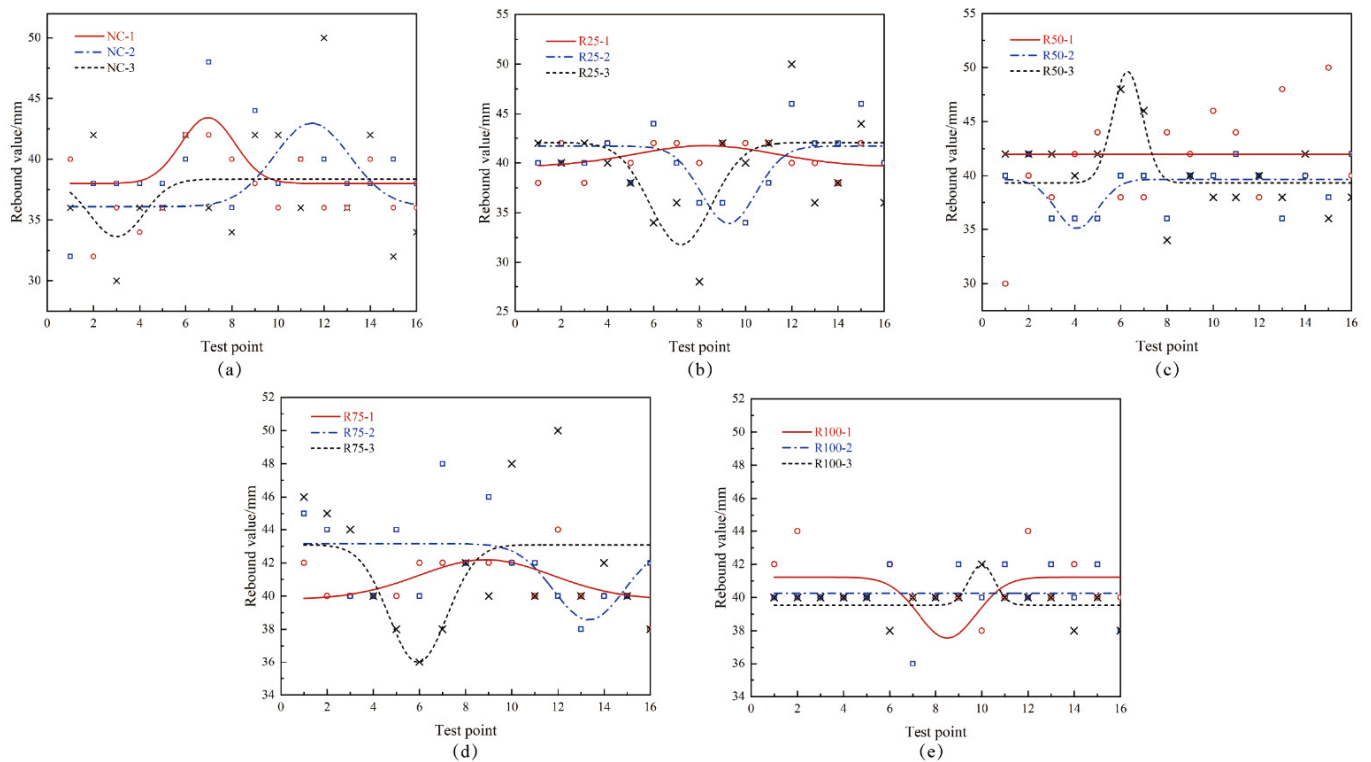 Rebound value/mm
50
45
40
35
30
NC-1
NC-2
NC-3
0 2 4 6 8 10 12 14 16
Test point
(a)
Rebound value/mm
55
50
45
40
35
30
25
R25-1
R25-2
R25-3
0 2 4 6 8 10 12 14 16
Test point
(b)
Rebound value/mm
55
50
45
40
35
30
R50-1
R50-2
R50-3
0 2 4 6 8 10 12 14 16
Test point
(c)
Rebound value/mm
52
50
48
46
44
43
40
38
36
34
R75-1
R75-2
R75-3
0 2 4 6 8 10 12 14 16
Test point
(d)
Rebound value/mm
52
50
48
46
44
42
40
38
36
34
R100-1
R100-2
R100-3
0 2 4 6 8 10 12 14 16
Test point
(e)